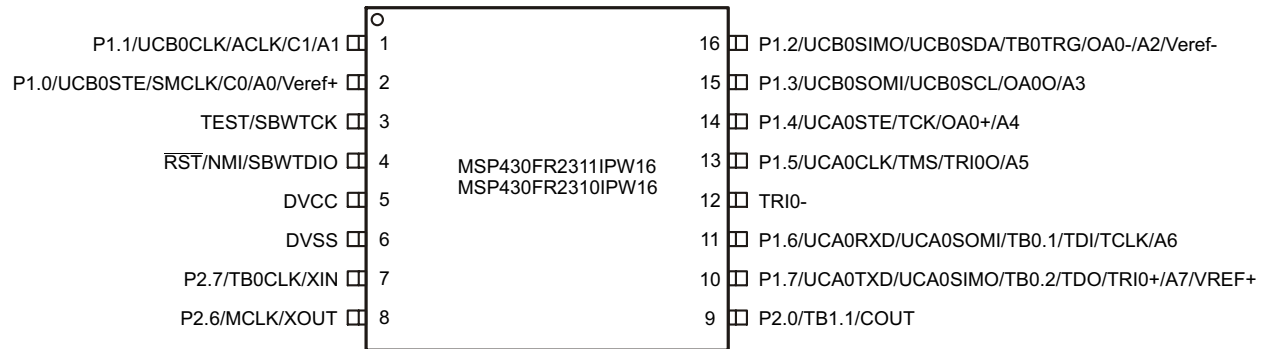 P1.1/UCB0CLK/ACLK/C1/A1 1
P1.0/UCB0STE/SMCLK/C0/A0/Veref+ 2
TEST/SBWTCK 3
RST/NMI/SBWTDIO 4
DVCC 5
DVSS 6
P2.7/TB0CLK/XIN 7
P2.6/MCLK/XOUT 8
MSP430FR2311IPW16
MSP430FR2310IPW16
16 P1.2/UCB0SIMO/UCB0SDA/TB0TRG/OA0-/A2/Veref-
15 P1.3/UCB0SOMI/UCB0SCL/OA0O/A3
14 P1.4/UCA0STE/TCK/OA0+/A4
13 P1.5/UCA0CLK/TMS/TRI0O/A5
12 TRI0-
11 P1.6/UCA0RXD/UCA0SOMI/TB0.1/TDI/TCLK/A6
10 P1.7/UCA0TXD/UCA0SIMO/TB0.2/TDO/TRI0+/A7/VREF+
9 P2.0/TB1.1/COUT